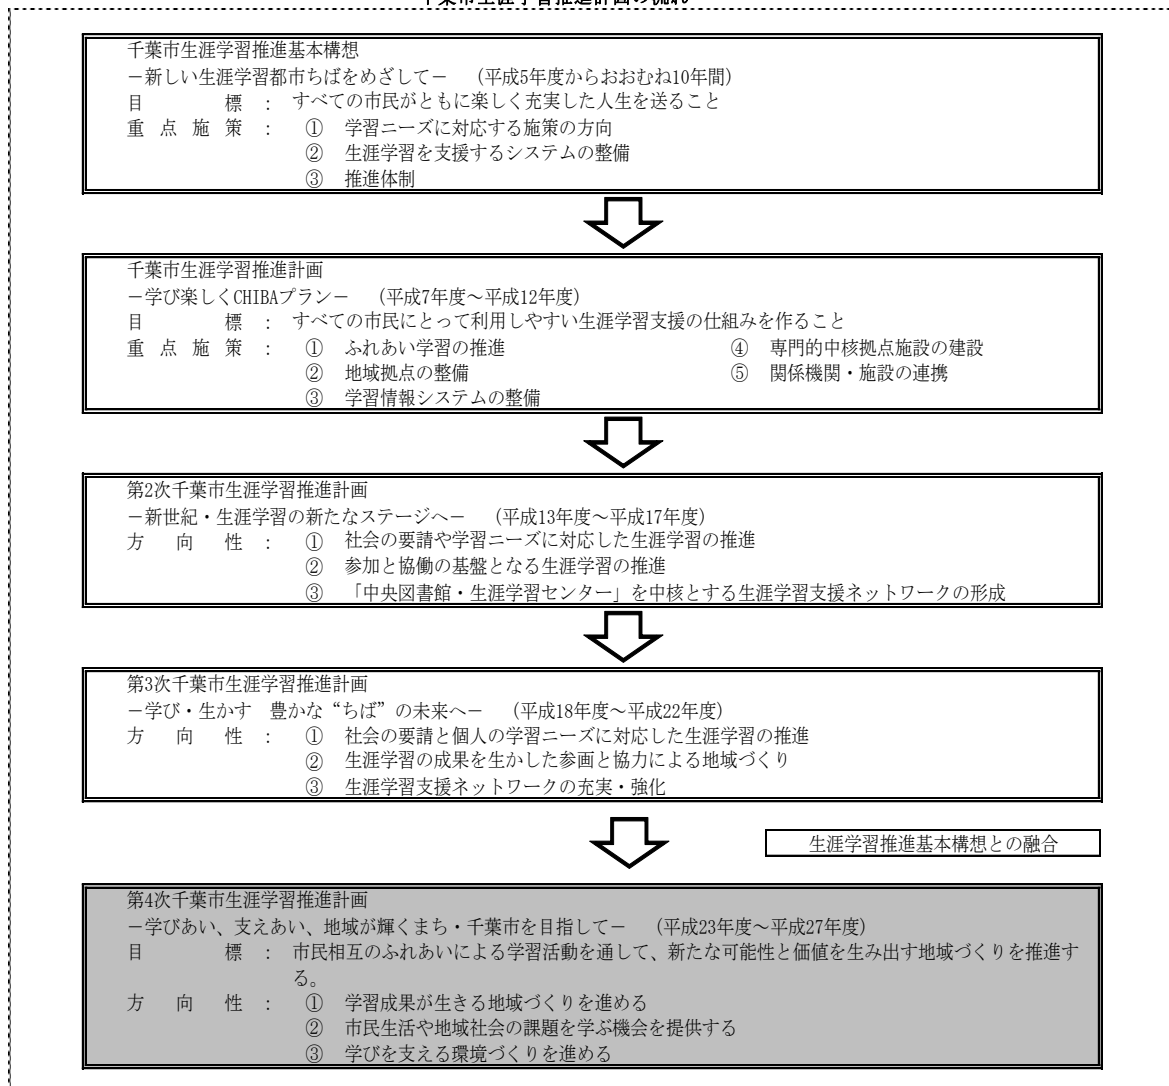 千葉市生涯学習推進計画の流れ
千葉市生涯学習推進基本構想
－新しい生涯学習都市ちばをめざして－　(平成5年度からおおむね10年間)
目　標 : すべての市民がともに楽しく充実した人生を送ること
重点施策 : ① 学習ニーズに対応する施策の方向
② 生涯学習を支援するシステムの整備
③ 推進体制
千葉市生涯学習推進計画
－学び楽しくCHIBAプラン－　(平成7年度～平成12年度)
目　標 : すべての市民にとって利用しやすい生涯学習支援の仕組みを作ること
重点施策 : ① ふれあい学習の推進　④ 専門的中核拠点施設の建設
② 地域拠点の整備　⑤ 関係機関・施設の連携
③ 学習情報システムの整備
第2次千葉市生涯学習推進計画
－新世紀・生涯学習の新たなステージへ－　(平成13年度～平成17年度)
方向性 : ① 社会の要請や学習ニーズに対応した生涯学習の推進
② 参加と協働の基盤となる生涯学習の推進
③ 「中央図書館・生涯学習センター」を中核とする生涯学習支援ネットワークの形成
第3次千葉市生涯学習推進計画
－学び・生かす　豊かな“ちば”の未来へ－　(平成18年度～平成22年度)
方向性 : ① 社会の要請と個人の学習ニーズに対応した生涯学習の推進
② 生涯学習の成果を生かした参画と協力による地域づくり
③ 生涯学習支援ネットワークの充実・強化
生涯学習推進基本構想との融合
第4次千葉市生涯学習推進計画
－学びあい、支えあい、地域が輝くまち・千葉市を目指して－　(平成23年度～平成27年度)
目　標 : 市民相互のふれあいによる学習活動を通して、新たな可能性と価値を生み出す地域づくりを推進す
る。
方向性 : ① 学習成果が生きる地域づくりを進める
② 市民生活や地域社会の課題を学ぶ機会を提供する
③ 学びを支える環境づくりを進める